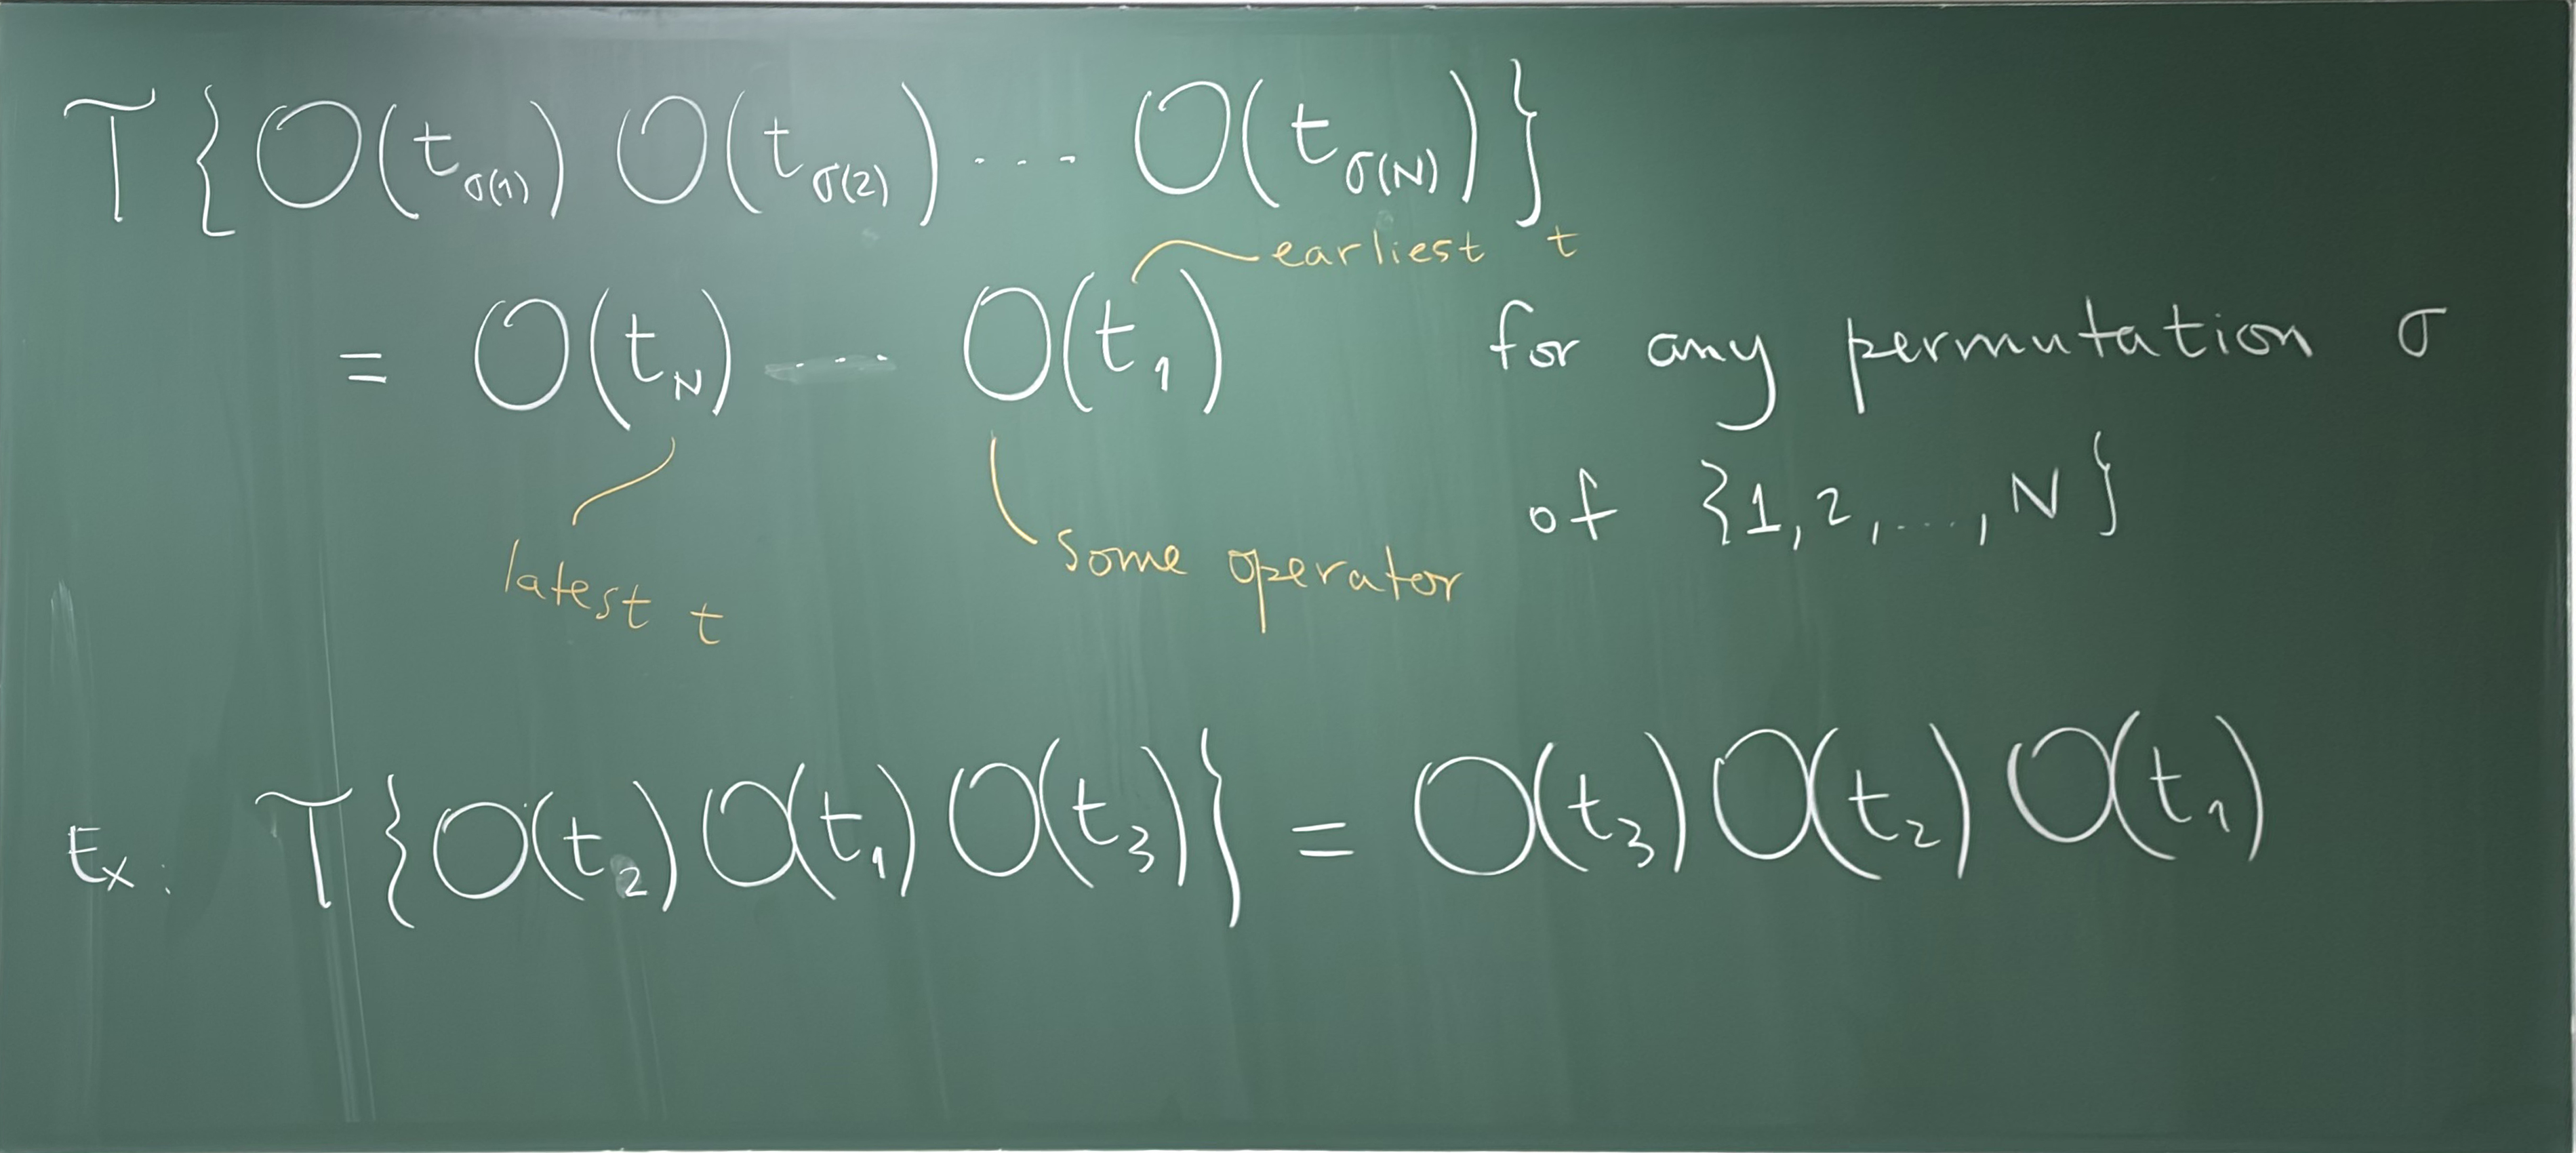 T{O(t_σ(1)) O(t_σ(2)) ... O(t_σ(N))}
earliest t
= O(t_N) ... O(t_1) for any permutation σ
of {1,2,...,N}
latest t
some operator
Ex: T{O(t_2) O(t_1) O(t_3)} = O(t_3) O(t_2) O(t_1)